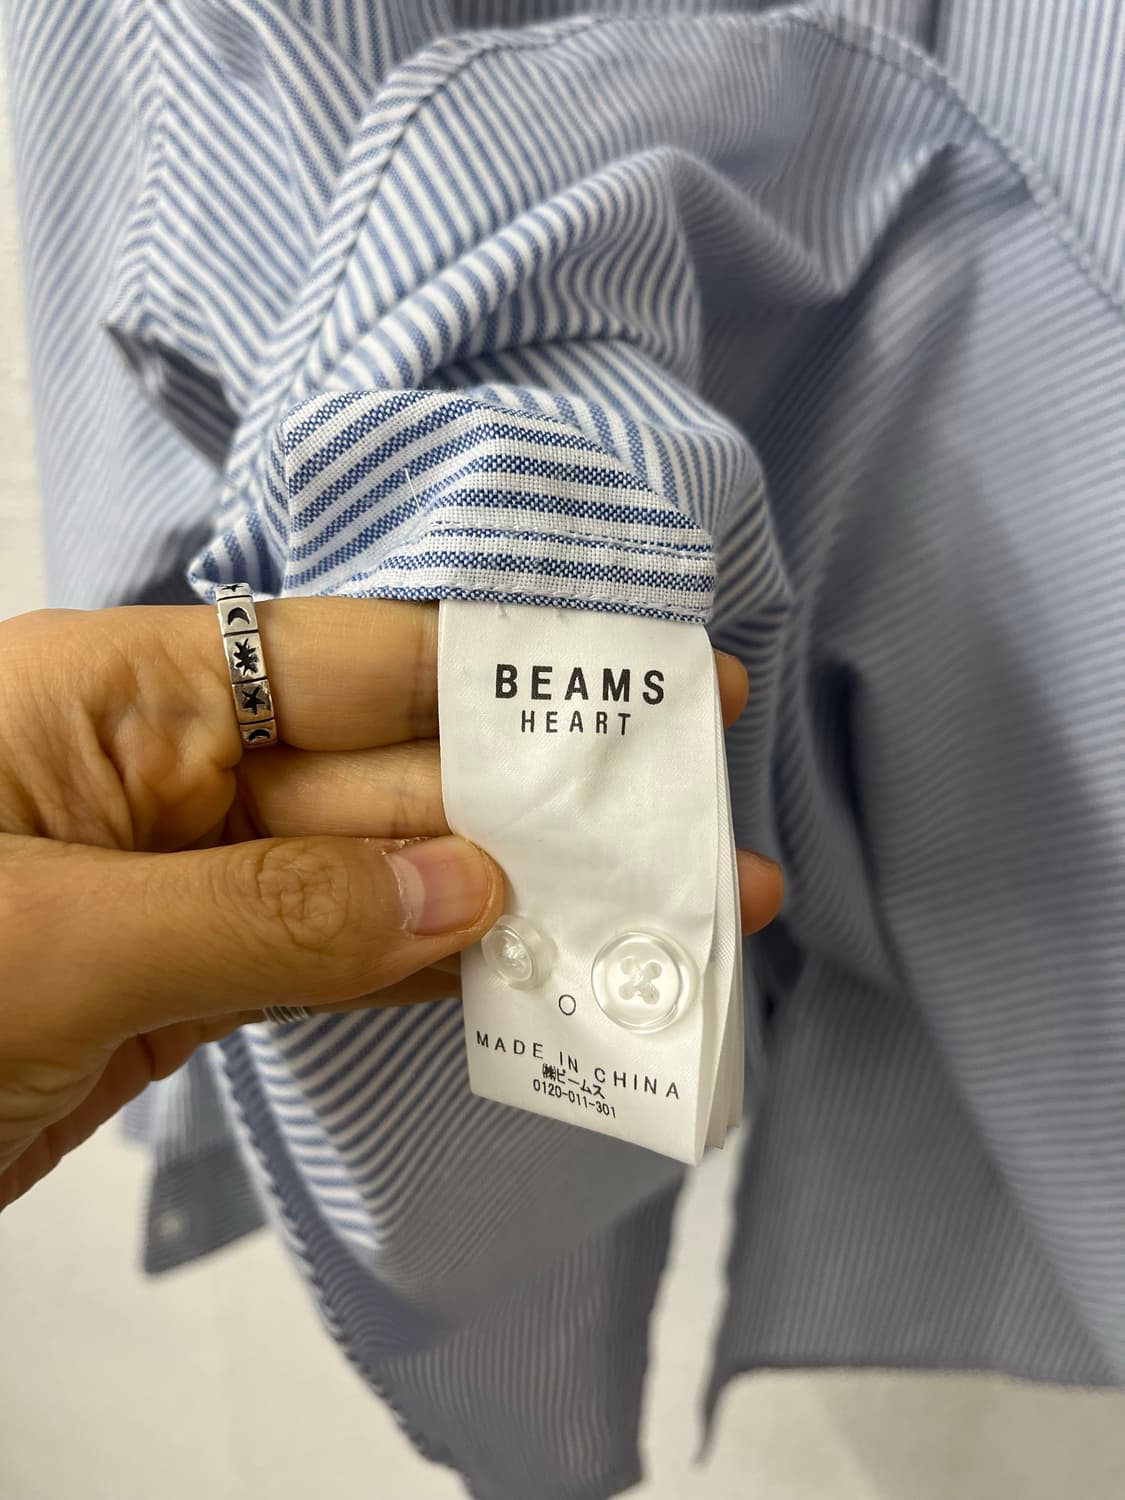 BEAMS
HEART
O
MADE IN CHINA
㈱ビームス
0120-011-301